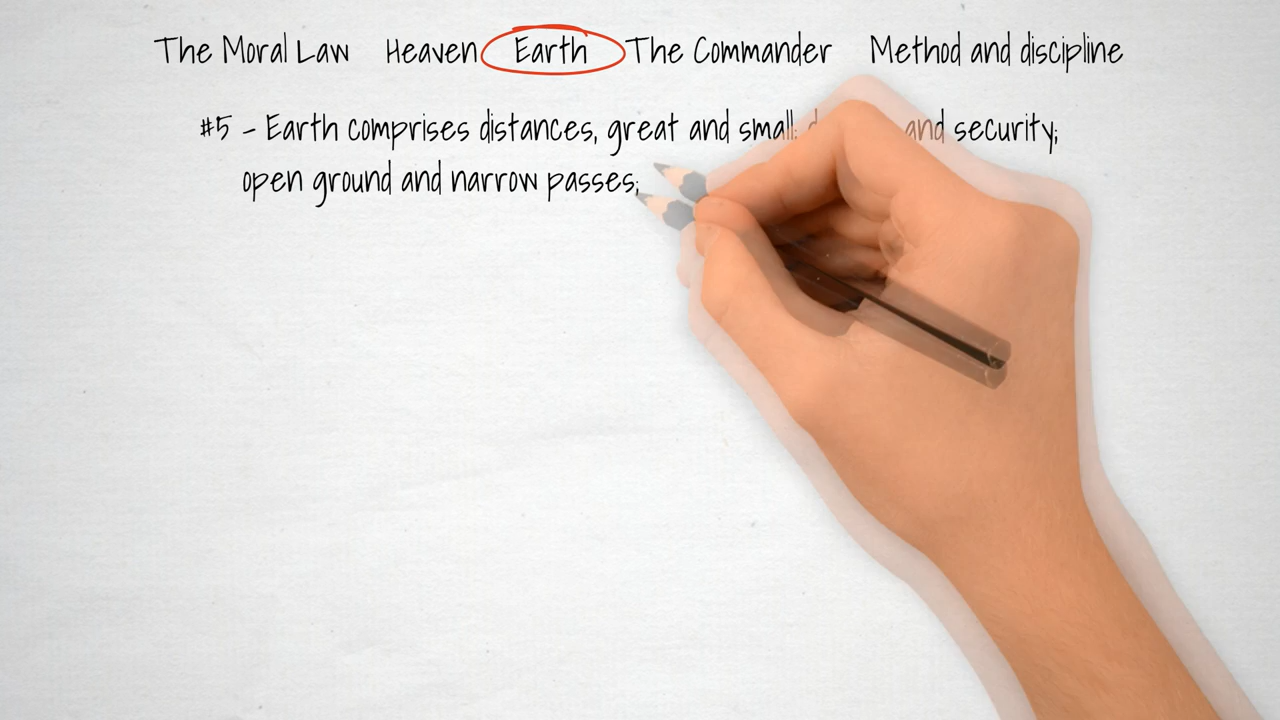 The Moral Law Heaven Earth The Commander Method and discipline
#5 - Earth comprises distances, great and small; and security;
open ground and narrow passes;